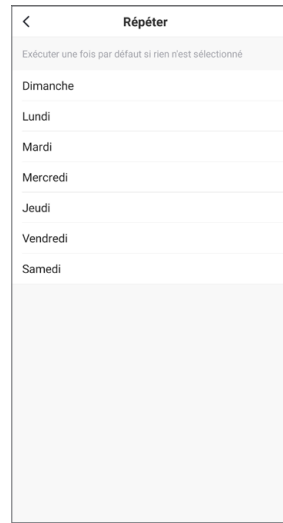 Répéter
Exécuter une fois par défaut si rien n'est sélectionné
Dimanche
Lundi
Mardi
Mercredi
Jeudi
Vendredi
Samedi